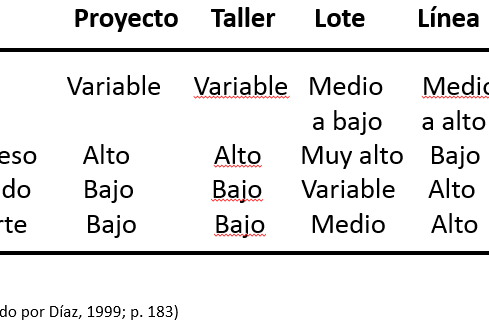 Proyecto Taller Lote Línea
Variable Variable Medio Medio
a bajo a alto
eso Alto Alto Muy alto Bajo
do Bajo Bajo Variable Alto
rte Bajo Bajo Medio Alto
do por Díaz, 1999; p. 183)